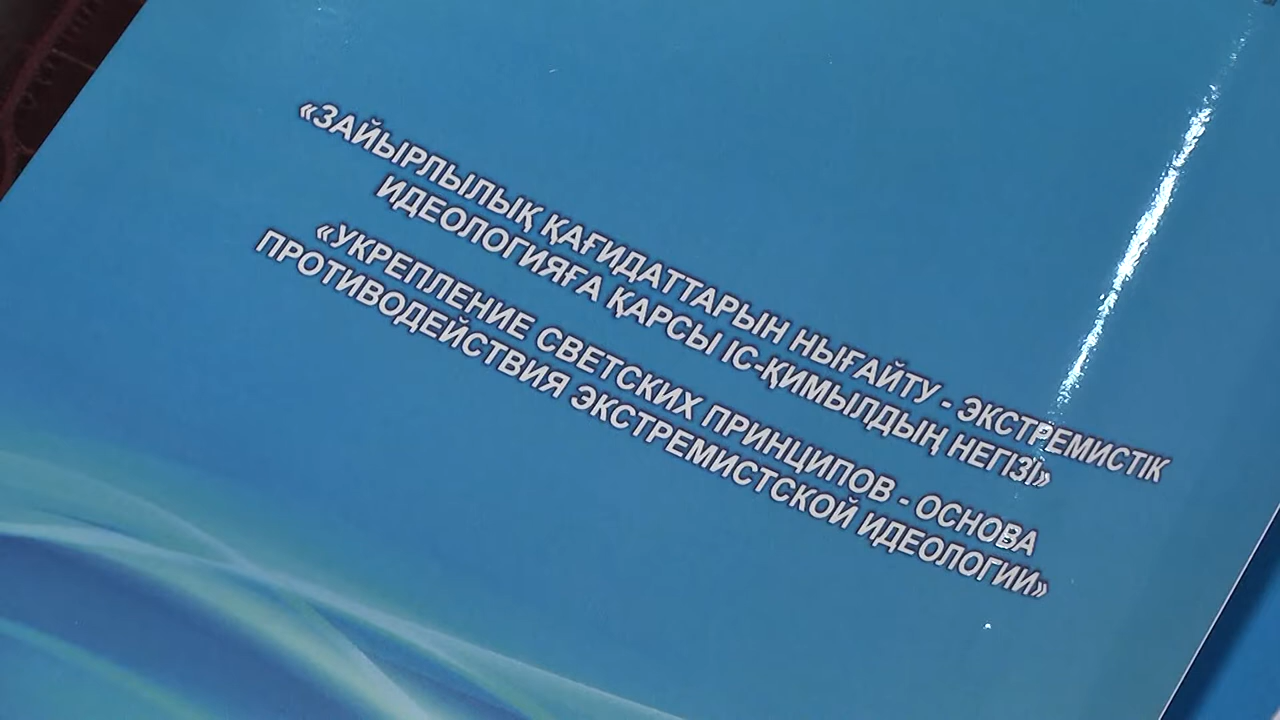 «ЗАЙЫРЛЫЛЫҚ ҚАҒИДАТТАРЫН НЫҒАЙТУ - ЭКСТРЕМИСТІК
ИДЕОЛОГИЯҒА ҚАРСЫ ІС-ҚИМЫЛДЫҢ НЕГІЗІ»
«УКРЕПЛЕНИЕ СВЕТСКИХ ПРИНЦИПОВ - ОСНОВА
ПРОТИВОДЕЙСТВИЯ ЭКСТРЕМИСТСКОЙ ИДЕОЛОГИИ»